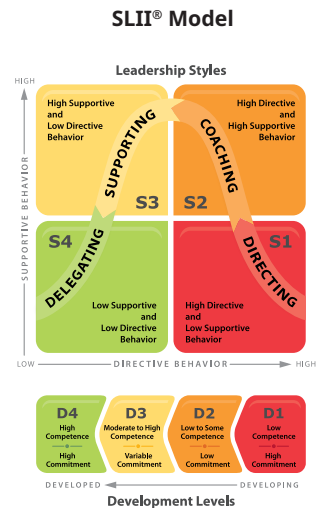 SLII® Model
Leadership Styles
HIGH
SUPPORTIVE BEHAVIOR
High Supportive
and
Low Directive
Behavior
S3
SUPPORTING
High Directive
and
High Supportive
Behavior
S2
COACHING
S4
DELEGATING
Low Supportive
and
Low Directive
Behavior
S1
DIRECTING
High Directive
and
Low Supportive
Behavior
LOW
DIRECTIVE BEHAVIOR
HIGH
D4
High
Competence
High
Commitment
D3
Moderate to High
Competence
Variable
Commitment
D2
Low to Some
Competence
Low
Commitment
D1
Low
Competence
High
Commitment
DEVELOPED
DEVELOPING
Development Levels